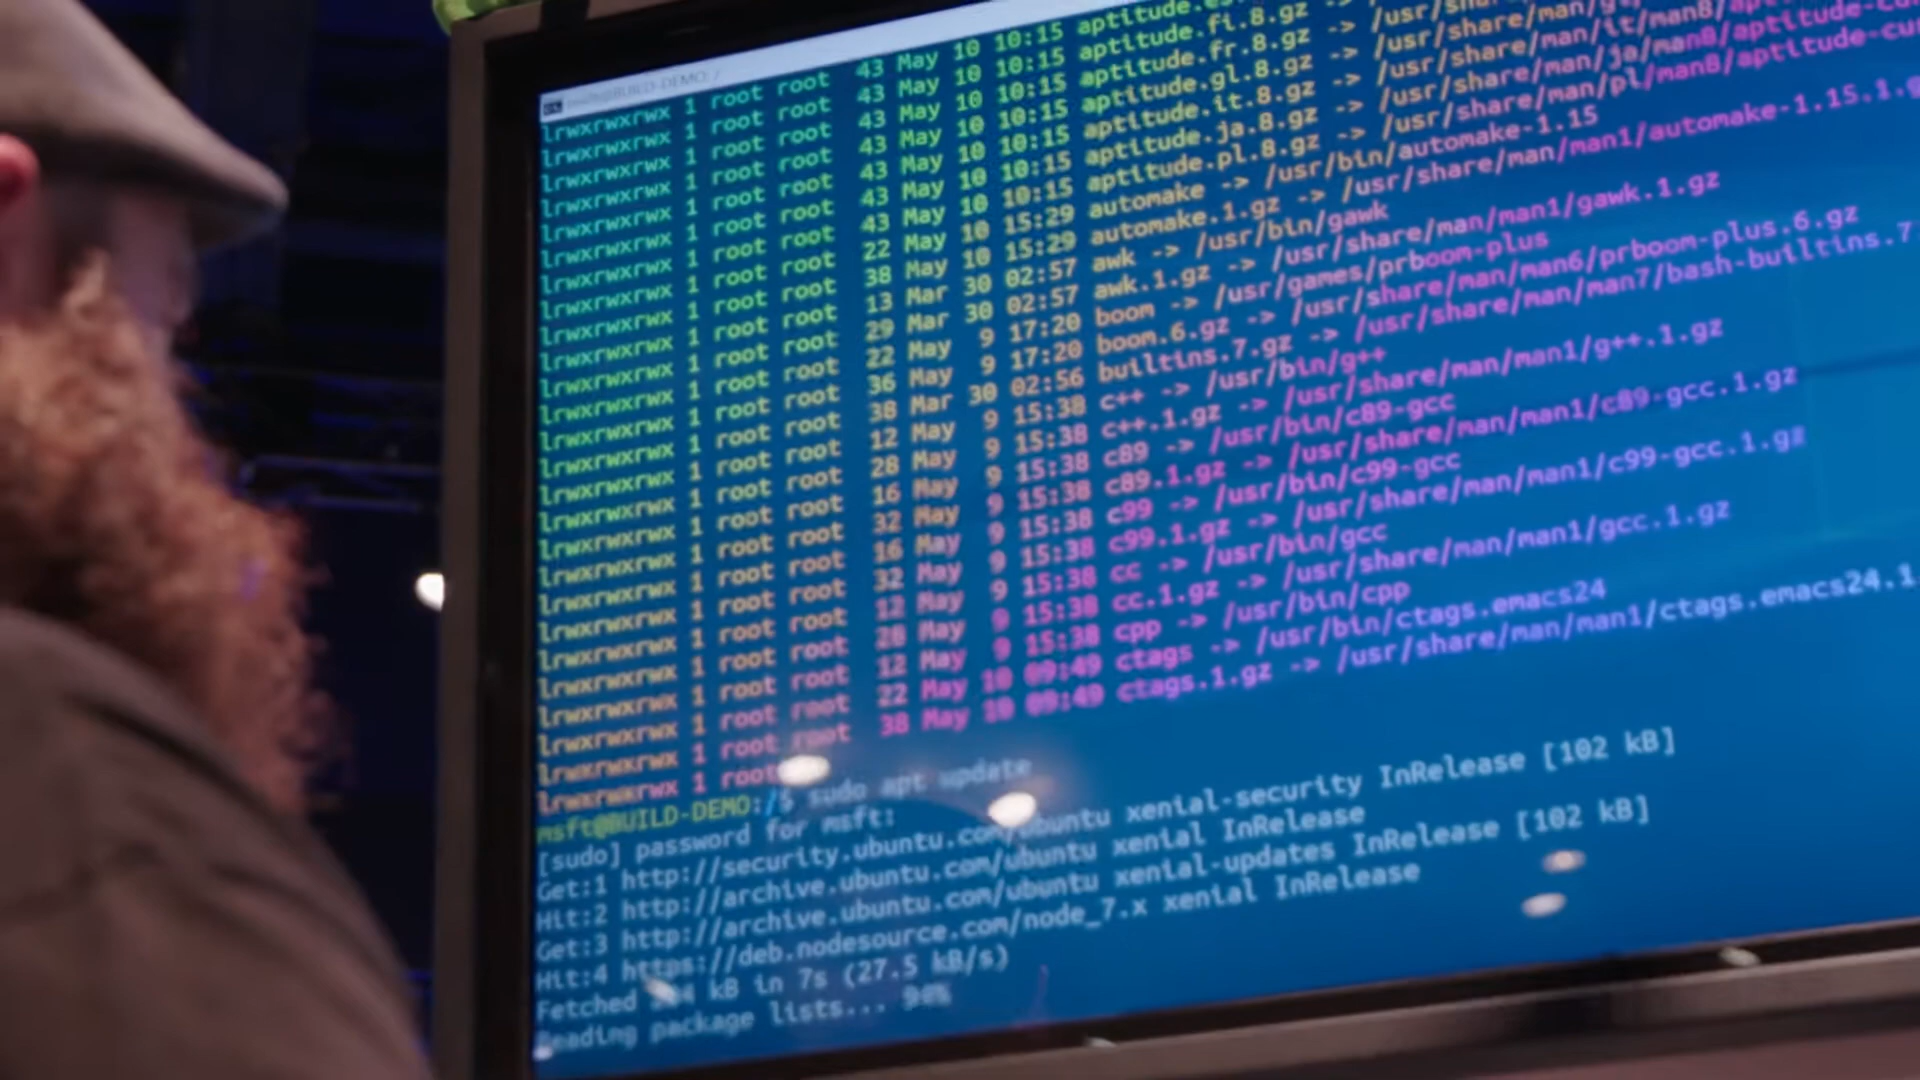 lrwxrwxrwx 1 root root 43 May 10 10:15 aptitude.es
lrwxrwxrwx 1 root root 43 May 10 10:15 aptitude.fi.8.gz ->
lrwxrwxrwx 1 root root 43 May 10 10:15 aptitude.fr.8.gz -> /usr/sha
lrwxrwxrwx 1 root root 43 May 10 10:15 aptitude.gl.8.gz -> /usr/share/man/g
lrwxrwxrwx 1 root root 43 May 10 10:15 aptitude.it.8.gz -> /usr/share/man/it/man8/ap
lrwxrwxrwx 1 root root 43 May 10 10:15 aptitude.ja.8.gz -> /usr/share/man/ja/man8/aptitude-cu
lrwxrwxrwx 1 root root 43 May 10 10:15 aptitude.pl.8.gz -> /usr/share/man/pl/man8/aptitude-cu
lrwxrwxrwx 1 root root 22 May 10 15:29 automake -> /usr/bin/automake-1.15
lrwxrwxrwx 1 root root 38 May 10 15:29 automake.1.gz -> /usr/share/man/man1/automake-1.15.1.g
lrwxrwxrwx 1 root root 13 Mar 30 02:57 awk -> /usr/bin/gawk
lrwxrwxrwx 1 root root 29 Mar 30 02:57 awk.1.gz -> /usr/share/man/man1/gawk.1.gz
lrwxrwxrwx 1 root root 22 May 9 17:20 boom -> /usr/games/prboom-plus
lrwxrwxrwx 1 root root 36 May 9 17:20 boom.6.gz -> /usr/share/man/man6/prboom-plus.6.gz
lrwxrwxrwx 1 root root 38 Mar 30 02:56 builtins.7.gz -> /usr/share/man/man7/bash-builtins.7
lrwxrwxrwx 1 root root 12 May 9 15:38 c++ -> /usr/bin/g++
lrwxrwxrwx 1 root root 28 May 9 15:38 c++.1.gz -> /usr/share/man/man1/g++.1.gz
lrwxrwxrwx 1 root root 16 May 9 15:38 c89 -> /usr/bin/c89-gcc
lrwxrwxrwx 1 root root 32 May 9 15:38 c89.1.gz -> /usr/share/man/man1/c89-gcc.1.gz
lrwxrwxrwx 1 root root 16 May 9 15:38 c99 -> /usr/bin/c99-gcc
lrwxrwxrwx 1 root root 32 May 9 15:38 c99.1.gz -> /usr/share/man/man1/c99-gcc.1.gz
lrwxrwxrwx 1 root root 12 May 9 15:38 cc -> /usr/bin/gcc
lrwxrwxrwx 1 root root 28 May 9 15:38 cc.1.gz -> /usr/share/man/man1/gcc.1.gz
lrwxrwxrwx 1 root root 12 May 9 15:38 cpp -> /usr/bin/cpp
lrwxrwxrwx 1 root root 22 May 10 09:49 ctags -> /usr/bin/ctags.emacs24
lrwxrwxrwx 1 root root 38 May 10 09:49 ctags.1.gz -> /usr/share/man/man1/ctags.emacs24.1.
msft@BUILD-DEMO:/$ sudo apt update
[sudo] password for msft:
Get:1 http://security.ubuntu.com/ubuntu xenial-security InRelease [102 kB]
Hit:2 http://archive.ubuntu.com/ubuntu xenial InRelease
Get:3 http://archive.ubuntu.com/ubuntu xenial-updates InRelease [102 kB]
Hit:4 https://deb.nodesource.com/node_7.x xenial InRelease
Fetched kB in 7s (27.5 kB/s)
Reading package lists... 94%